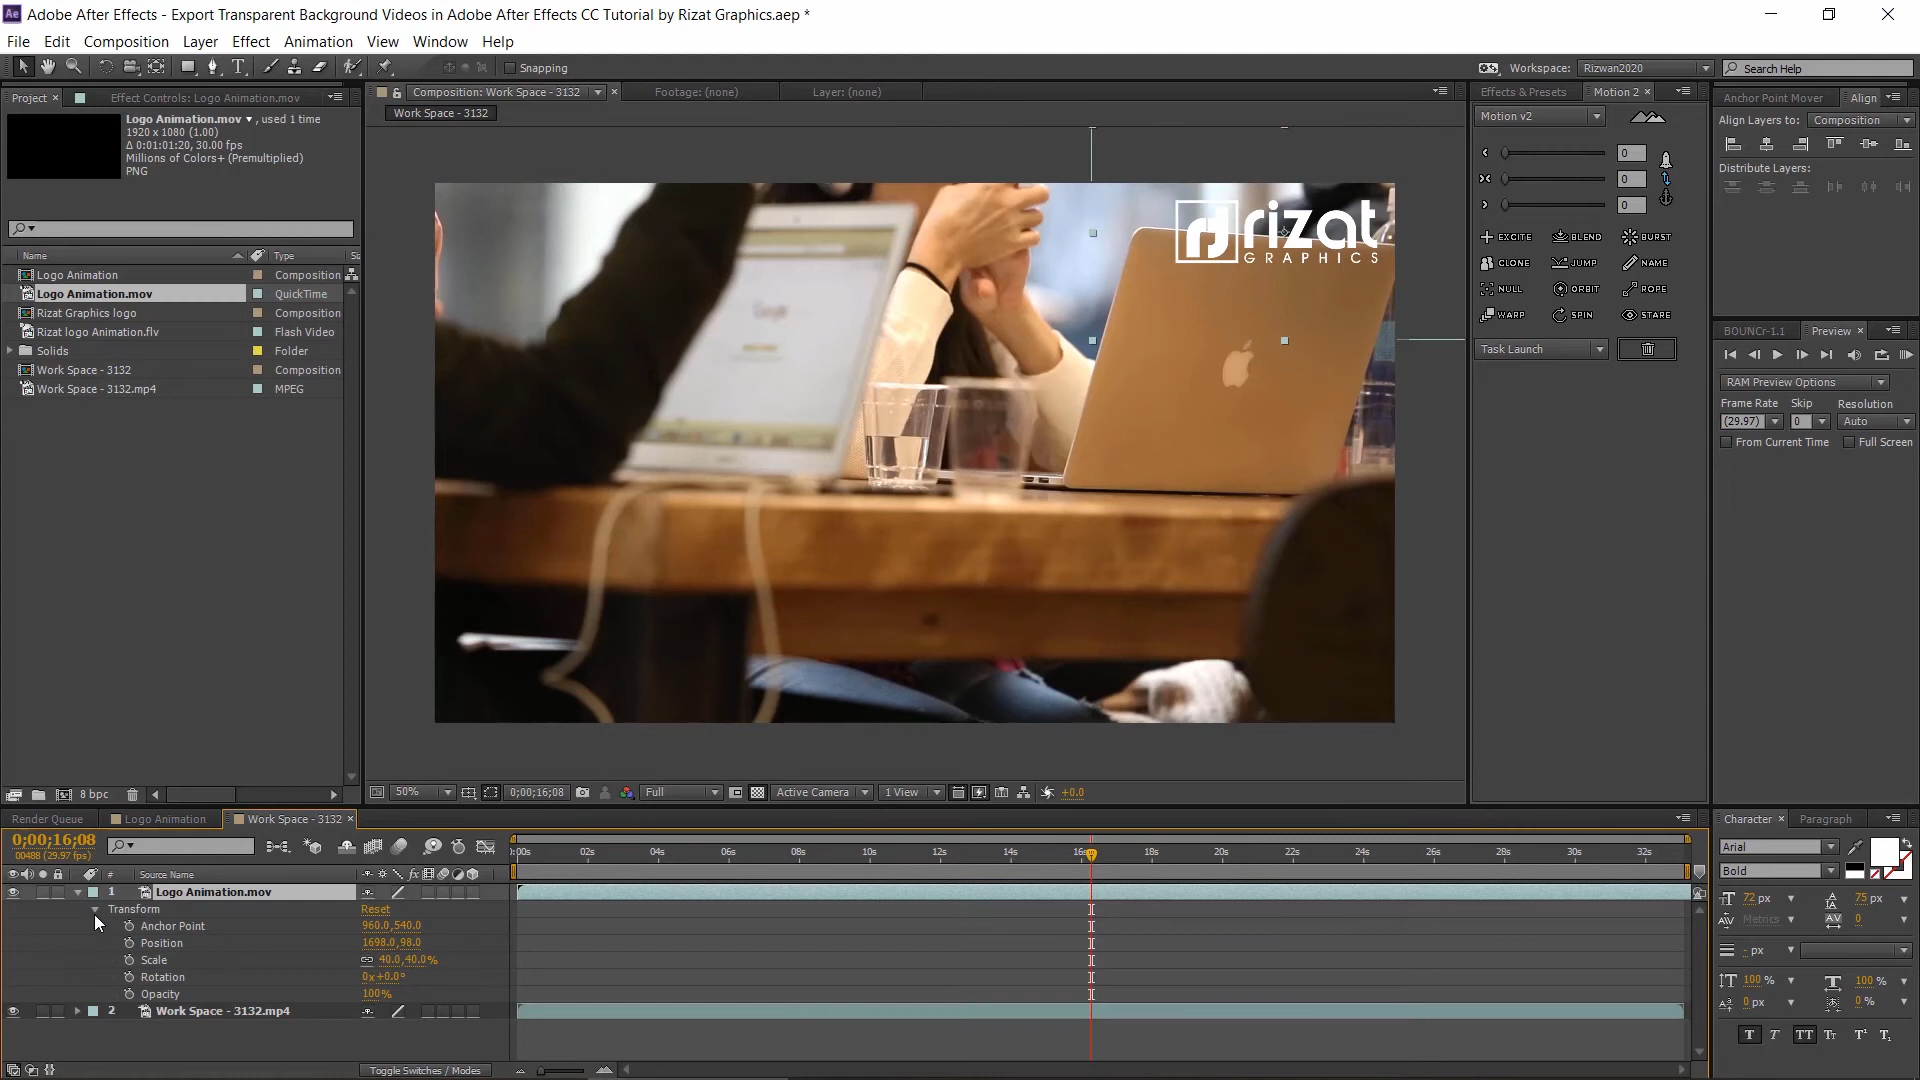 Adobe After Effects - Export Transparent Background Videos in Adobe After Effects CC Tutorial by Rizat Graphics.aep *
File Edit Composition Layer Effect Animation View Window Help
Snapping
Workspace: Rizwan2020
Search Help
Project
Effect Controls: Logo Animation.mov
Logo Animation.mov , used 1 time
1920 x 1080 (1.00)
Δ 0:01:01:20, 30.00 fps
Millions of Colors+ (Premultiplied)
PNG
Name Type
Logo Animation Composition
Logo Animation.mov QuickTime
Rizat Graphics logo Composition
Rizat logo Animation.flv Flash Video
Solids Folder
Work Space - 3132 Composition
Work Space - 3132.mp4 MPEG
8 bpc
Composition: Work Space - 3132
Footage: (none)
Layer: (none)
Work Space - 3132
rizat
GRAPHICS
Google
50% 0;00;16;08 Full Active Camera 1 View +0.0
Effects & Presets Motion 2
Motion v2
0
0
0
EXCITE BLEND BURST
CLONE JUMP NAME
NULL ORBIT ROPE
WARP SPIN STARE
Task Launch
Anchor Point Mover Align
Align Layers to: Composition
Distribute Layers:
BOUNCr-1.1 Preview
RAM Preview Options
Frame Rate Skip Resolution
(29.97) 0 Auto
From Current Time Full Screen
Render Queue Logo Animation Work Space - 3132
0;00;16;08
00488 (29.97 fps)
# Source Name
0:00s 02s 04s 06s 08s 10s 12s 14s 16s 18s 20s 22s 24s 26s 28s 30s 32s
1 Logo Animation.mov
Transform Reset
Anchor Point 960.0,540.0
Position 1698.0,98.0
Scale 40.0,40.0%
Rotation 0x+0.0°
Opacity 100%
2 Work Space - 3132.mp4
Toggle Switches / Modes
Character Paragraph
Arial
Bold
72 px 75 px
Metrics 0
- px
100 % 100 %
0 px 0 %
T T TT Tt T¹ T₁